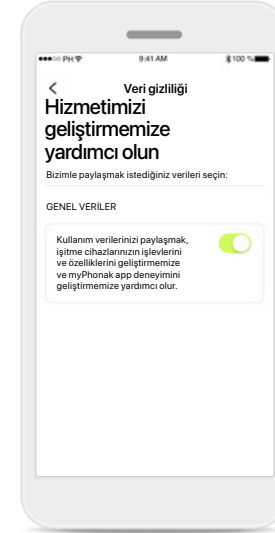 ●●●○○ PH 9:41 AM 100 %
Veri gizliliği
Hizmetimizi
geliştirmemize
yardımcı olun
Bizimle paylaşmak istediğiniz verileri seçin:
GENEL VERİLER
Kullanım verilerinizi paylaşmak,
işitme cihazlarınızın işlevlerini
ve özelliklerini geliştirmemize
ve myPhonak app deneyimini
geliştirmemize yardımcı olur.